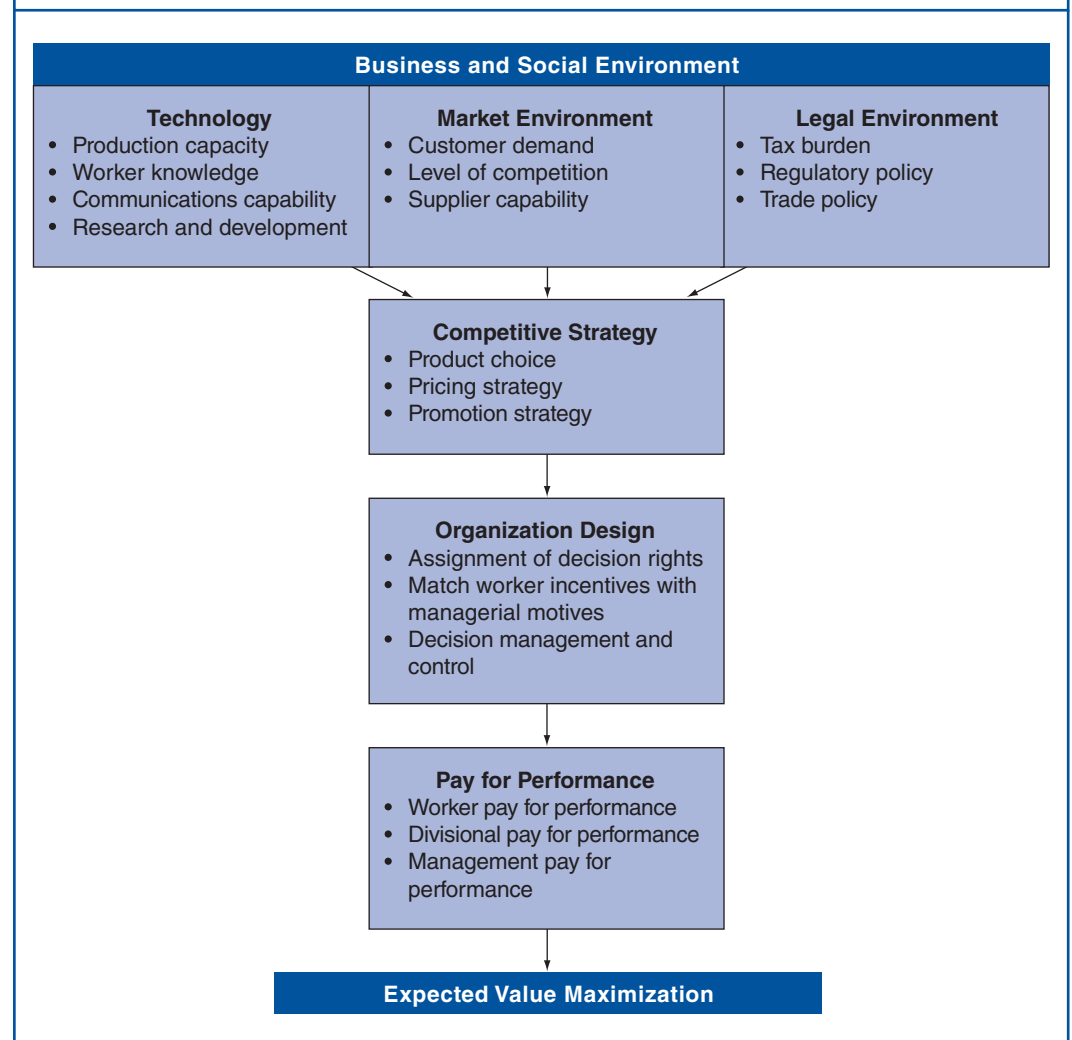 Business and Social Environment
Technology
• Production capacity
• Worker knowledge
• Communications capability
• Research and development
Market Environment
• Customer demand
• Level of competition
• Supplier capability
Legal Environment
• Tax burden
• Regulatory policy
• Trade policy
Competitive Strategy
• Product choice
• Pricing strategy
• Promotion strategy
Organization Design
• Assignment of decision rights
• Match worker incentives with
managerial motives
• Decision management and
control
Pay for Performance
• Worker pay for performance
• Divisional pay for performance
• Management pay for
performance
Expected Value Maximization